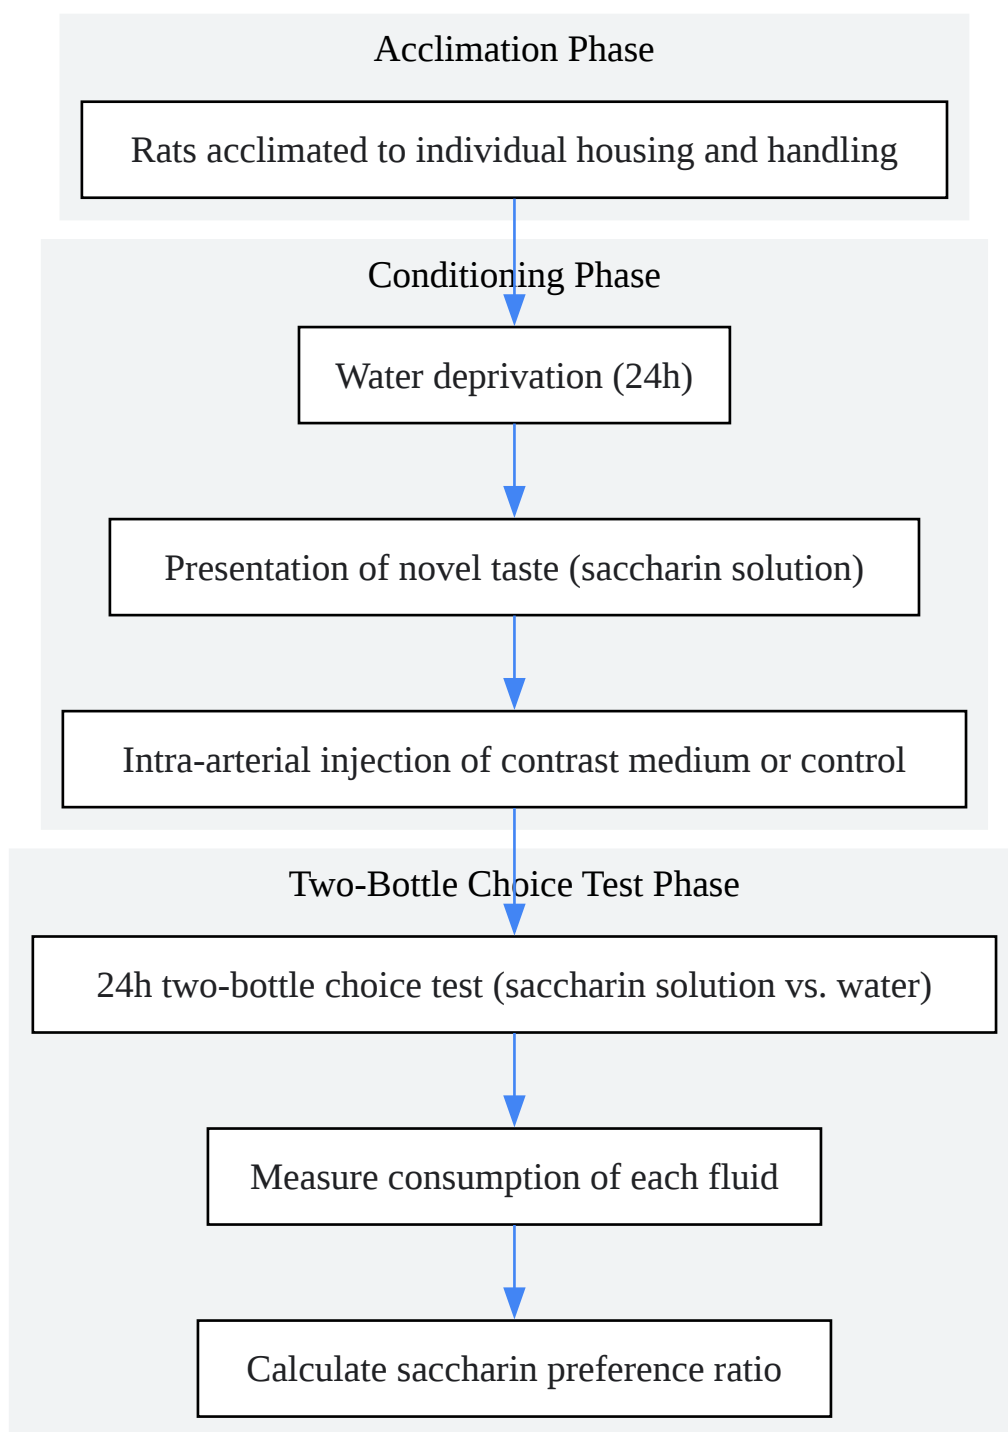 Acclimation Phase
Rats acclimated to individual housing and handling
Conditioning Phase
Water deprivation (24h)
Presentation of novel taste (saccharin solution)
Intra-arterial injection of contrast medium or control
Two-Bottle Choice Test Phase
24h two-bottle choice test (saccharin solution vs. water)
Measure consumption of each fluid
Calculate saccharin preference ratio